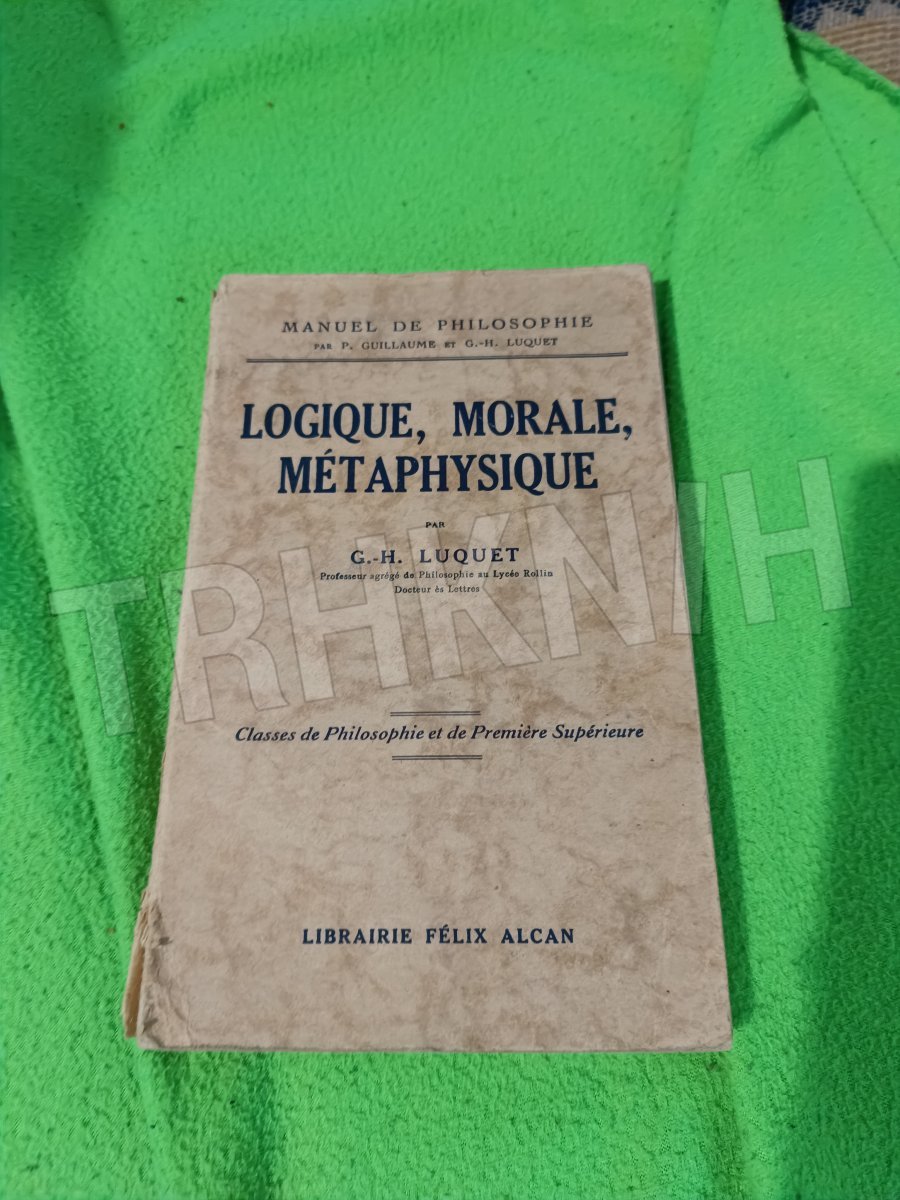 MANUEL DE PHILOSOPHIE
PAR P. GUILLAUME ET G.-H. LUQUET
LOGIQUE, MORALE,
MÉTAPHYSIQUE
PAR
G.-H. LUQUET
Professeur agrégé de Philosophie au Lycée Rollin
Docteur ès Lettres
TRHKN/H
Classes de Philosophie et de Première Supérieure
LIBRAIRIE FÉLIX ALCAN